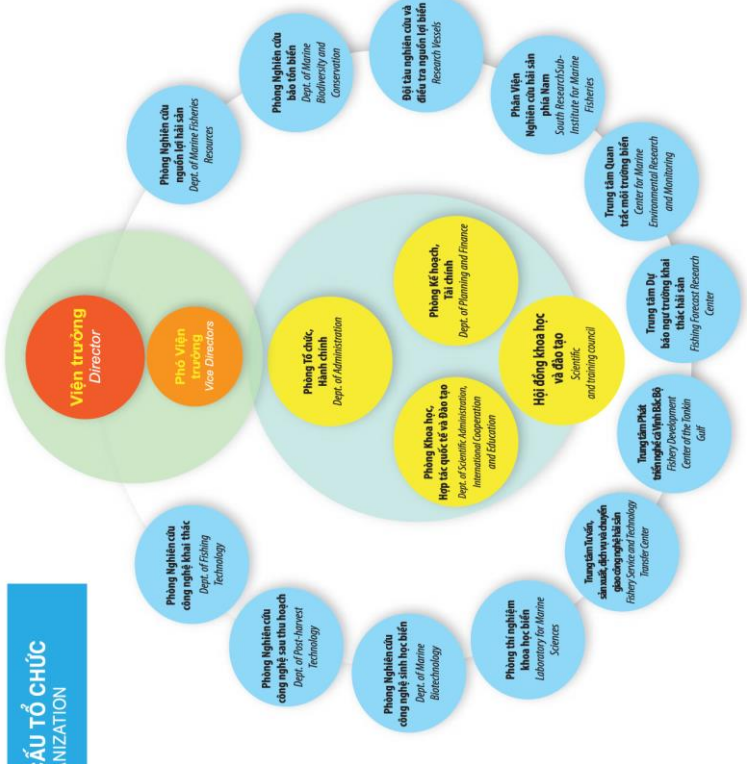 CẤU TỔ CHỨC
ANIZATION
Viện trưởng
Director
Phó Viện
trưởng
Vice Directors
Phòng Tổ chức,
Hành chính
Dept. of Administration
Phòng Khoa học,
Hợp tác quốc tế và Đào tạo
Dept. of Scientific Administration,
International Cooperation
and Education
Phòng Kế hoạch,
Tài chính
Dept. of Planning and Finance
Hội đồng khoa học
và đào tạo
Scientific
and training council
Phòng Nghiên cứu
nguồn lợi hải sản
Dept. of Marine Fisheries
Resources
Phòng Nghiên cứu
bảo tồn biển
Dept. of Marine
Biodiversity and
Conservation
Đội tàu nghiên cứu và
điều tra nguồn lợi biển
Research Vessels
Phân Viện
Nghiên cứu hải sản
phía Nam
South ResearchSub-
Institute for Marine
Fisheries
Trung tâm Quan
trắc môi trường biển
Center for Marine
Environmental Research
and Monitoring
Trung tâm Dự
báo ngư trường khai
thác hải sản
Fishing Forecast Research
Center
Trung tâm Phát
triển nghề cá Vịnh Bắc Bộ
Fishery Development
Center of the Tonkin
Gulf
Trung tâm Tư vấn,
sản xuất, dịch vụ và chuyển
giao công nghệ hải sản
Fishery Service and Technology
Transfer Center
Phòng thí nghiệm
khoa học biển
Laboratory for Marine
Sciences
Phòng Nghiên cứu
công nghệ sinh học biển
Dept. of Marine
Biotechnology
Phòng Nghiên cứu
công nghệ sau thu hoạch
Dept. of Post-harvest
Technology
Phòng Nghiên cứu
công nghệ khai thác
Dept. of Fishing
Technology